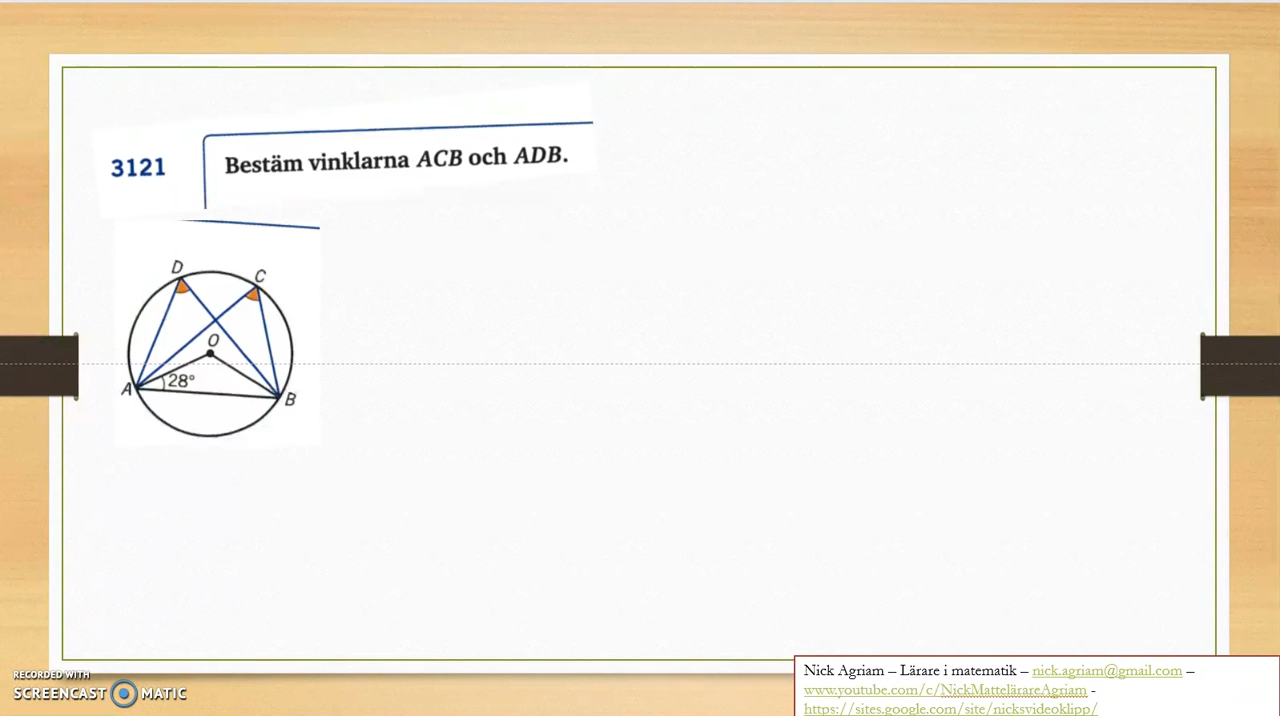 3121
Bestäm vinklarna ACB och ADB.
D
C
O
A
28°
B
RECORDED WITH
SCREENCAST MATIC
Nick Agriam – Lärare i matematik – nick.agriam@gmail.com –
www.youtube.com/c/NickMattelärareAgriam -
https://sites.google.com/site/nicksvideoklipp/